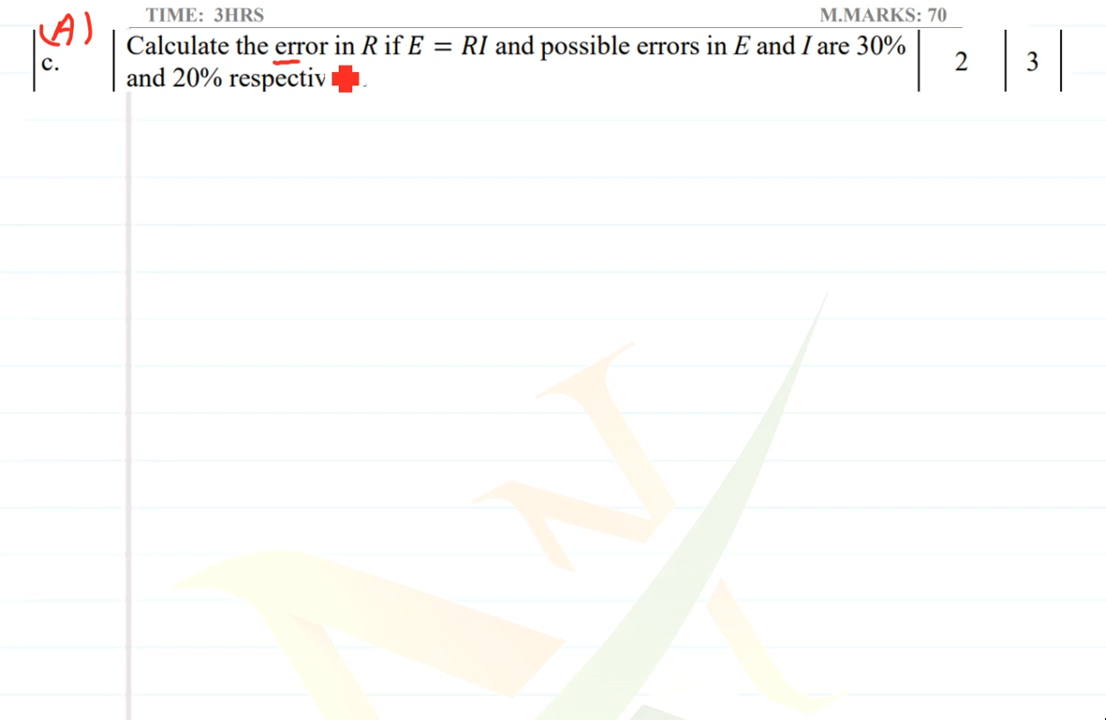 TIME: 3HRS M.MARKS: 70
(A)
c. Calculate the error in R if E = RI and possible errors in E and I are 30% 2 3
and 20% respectiv